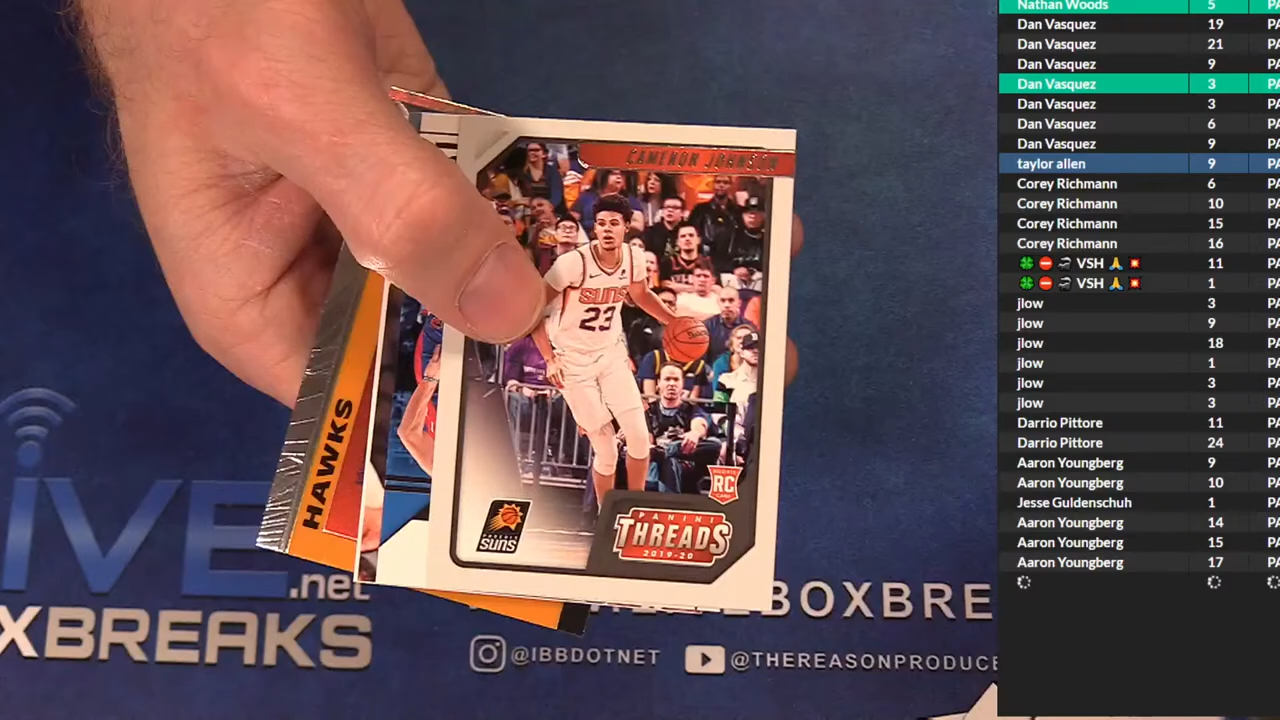 CAMERON JOHNSON
SUNS
23
RC
PHOENIX
SUNS
PANINI
THREADS
2019-20
HAWKS
iVE
.net
XBREAKS
BOXBRE
@IBBDOTNET
@THEREASONPRODUCE
Nathan Woods 5 PA
Dan Vasquez 19 PA
Dan Vasquez 21 PA
Dan Vasquez 9 PA
Dan Vasquez 3 PA
Dan Vasquez 3 PA
Dan Vasquez 6 PA
Dan Vasquez 9 PA
taylor allen 9 PA
Corey Richmann 6 PA
Corey Richmann 10 PA
Corey Richmann 15 PA
Corey Richmann 16 PA
🍀 ⛔ VSH 🙏 💥 11 PA
🍀 ⛔ VSH 🙏 💥 1 PA
jlow 3 PA
jlow 9 PA
jlow 18 PA
jlow 1 PA
jlow 3 PA
jlow 3 PA
Darrio Pittore 11 PA
Darrio Pittore 24 PA
Aaron Youngberg 9 PA
Aaron Youngberg 10 PA
Jesse Guldenschuh 1 PA
Aaron Youngberg 14 PA
Aaron Youngberg 15 PA
Aaron Youngberg 17 PA